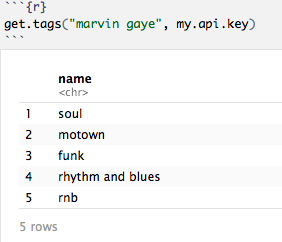 ```{r}
get.tags("marvin gaye", my.api.key)
```
name
<chr>
1 soul
2 motown
3 funk
4 rhythm and blues
5 rnb
5 rows